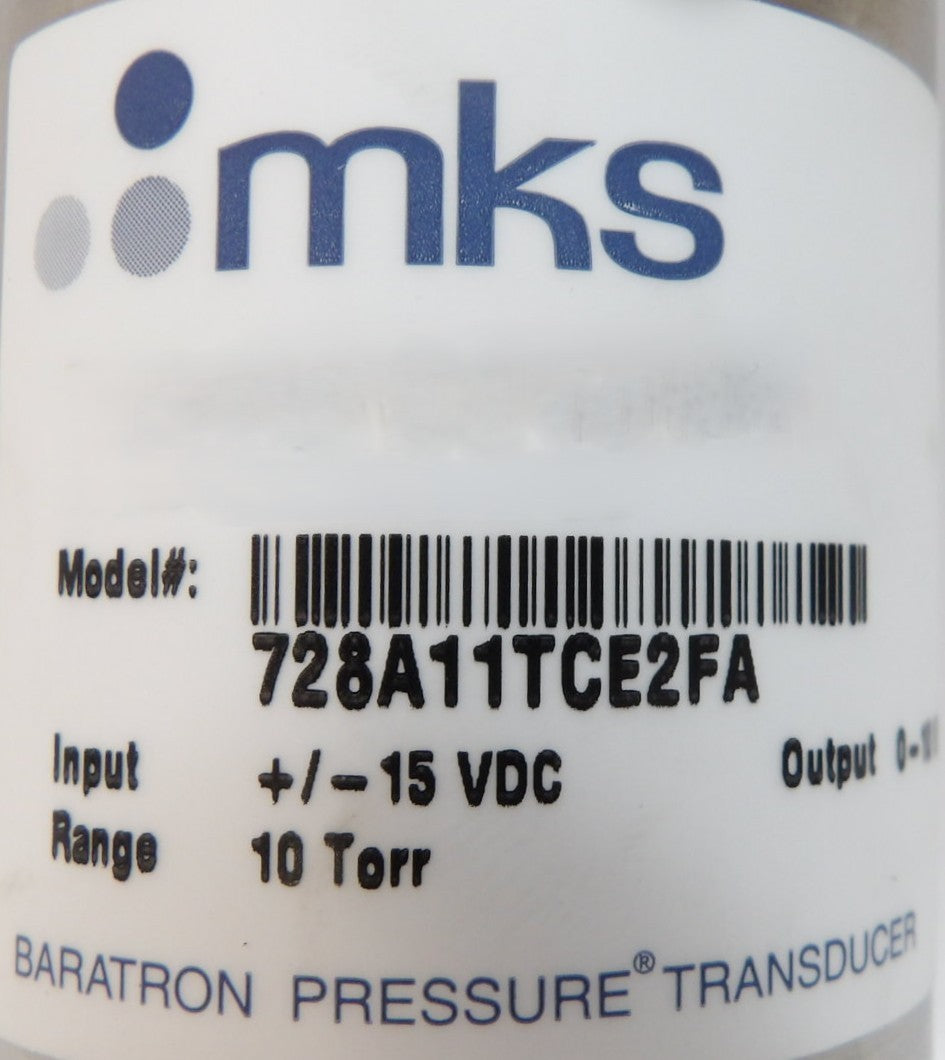 mks
Model#:
728A11TCE2FA
Input +/-15 VDC Output
Range 10 Torr
BARATRON PRESSURE® TRANSDUCER